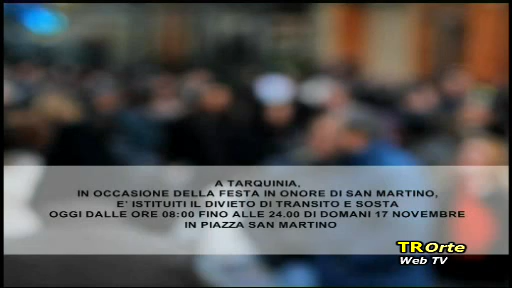 A TARQUINIA,
IN OCCASIONE DELLA FESTA IN ONORE DI SAN MARTINO,
E' ISTITUITI IL DIVIETO DI TRANSITO E SOSTA
OGGI DALLE ORE 08:00 FINO ALLE 24.00 DI DOMANI 17 NOVEMBRE
IN PIAZZA SAN MARTINO
TROrte
Web TV